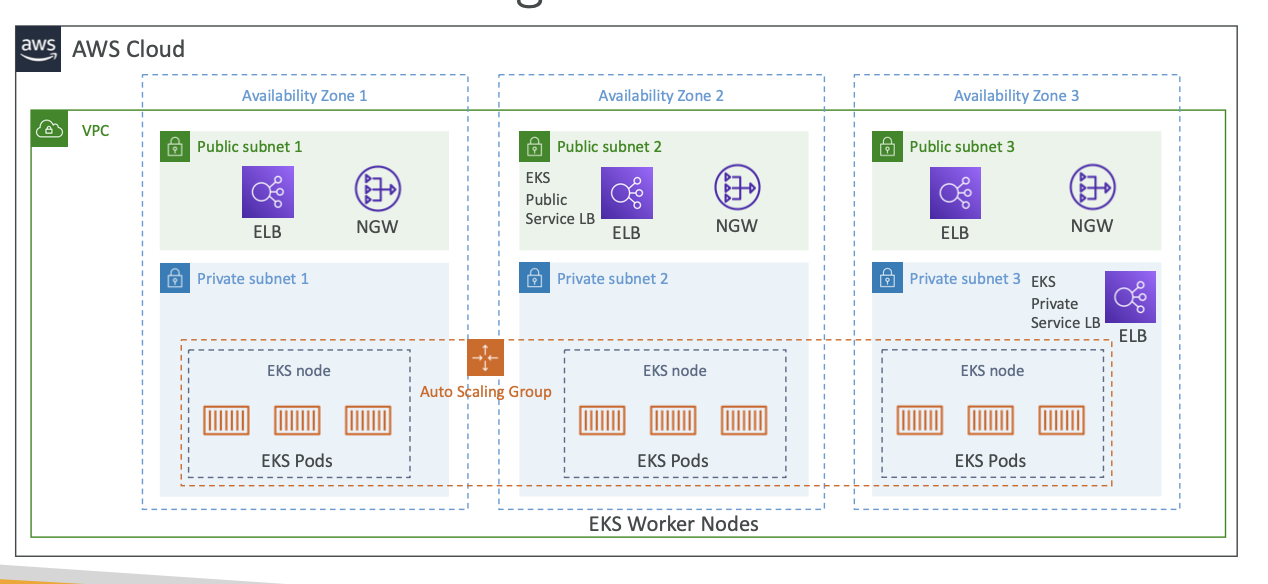 g
aws
AWS Cloud
Availability Zone 1
Availability Zone 2
Availability Zone 3
VPC
Public subnet 1
ELB
NGW
Public subnet 2
EKS
Public
Service LB
ELB
NGW
Public subnet 3
ELB
NGW
Private subnet 1
Private subnet 2
Private subnet 3
EKS
Private
Service LB
ELB
Auto Scaling Group
EKS node
EKS Pods
EKS node
EKS Pods
EKS node
EKS Pods
EKS Worker Nodes